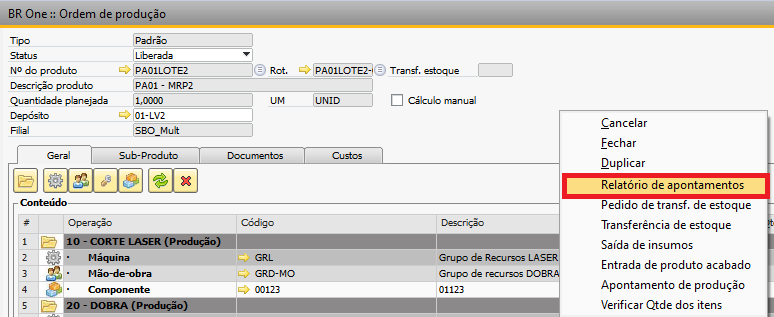 BR One :: Ordem de produção
Tipo Padrão
Status Liberada
Nº do produto PA01LOTE2 Rot. PA01LOTE2- Transf. estoque
Descrição produto PA01 - MRP2
Quantidade planejada 1,0000 UM UNID Cálculo manual
Depósito 01-LV2
Filial SBO_Mult
Cancelar
Fechar
Duplicar
Relatório de apontamentos
Pedido de transf. de estoque
Transferência de estoque
Saída de insumos
Entrada de produto acabado
Apontamento de produção
Verificar Qtde dos itens
Geral Sub-Produto Documentos Custos
Conteúdo
# Operação Código Descrição
1 10 - CORTE LASER (Produção)
2 Máquina GRL Grupo de Recursos LASER
3 Mão-de-obra GRD-MO Grupo de recursos DOBRA
4 Componente 00123 01123
5 20 - DOBRA (Produção)